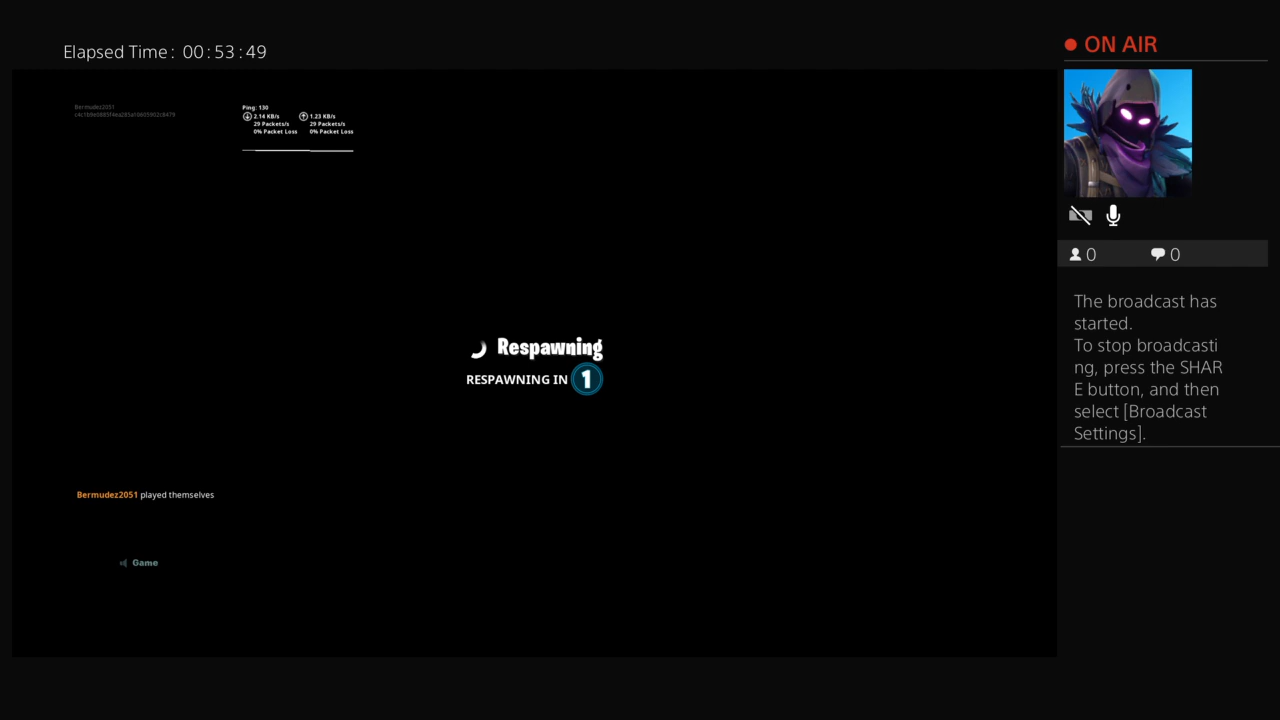 Elapsed Time: 00:53:49
ON AIR
Bermudez2051
Ping: 130
2.14 KB/s 1.23 KB/s
29 Packets/s 29 Packets/s
0% Packet Loss 0% Packet Loss
0 0
The broadcast has
started.
To stop broadcasti
ng, press the SHAR
E button, and then
select [Broadcast
Settings].
Respawning
RESPAWNING IN 1
Bermudez2051 played themselves
Game